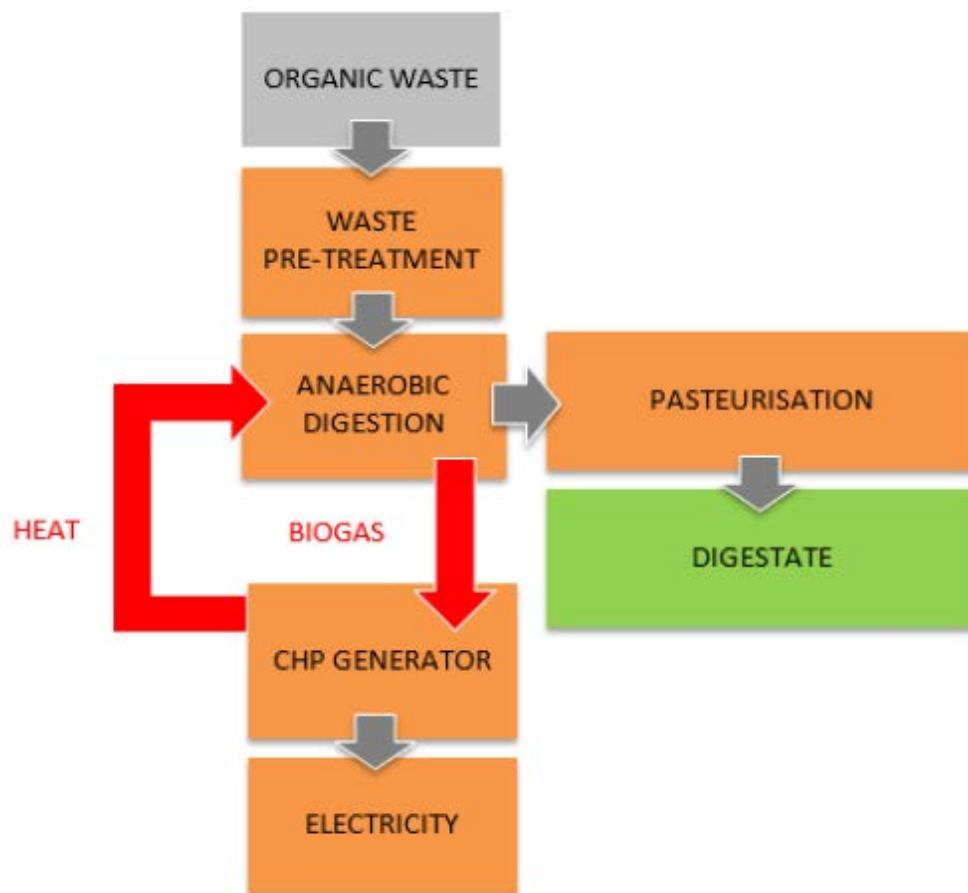 ORGANIC WASTE
WASTE
PRE-TREATMENT
ANAEROBIC
DIGESTION
PASTEURISATION
HEAT
BIOGAS
DIGESTATE
CHP GENERATOR
ELECTRICITY